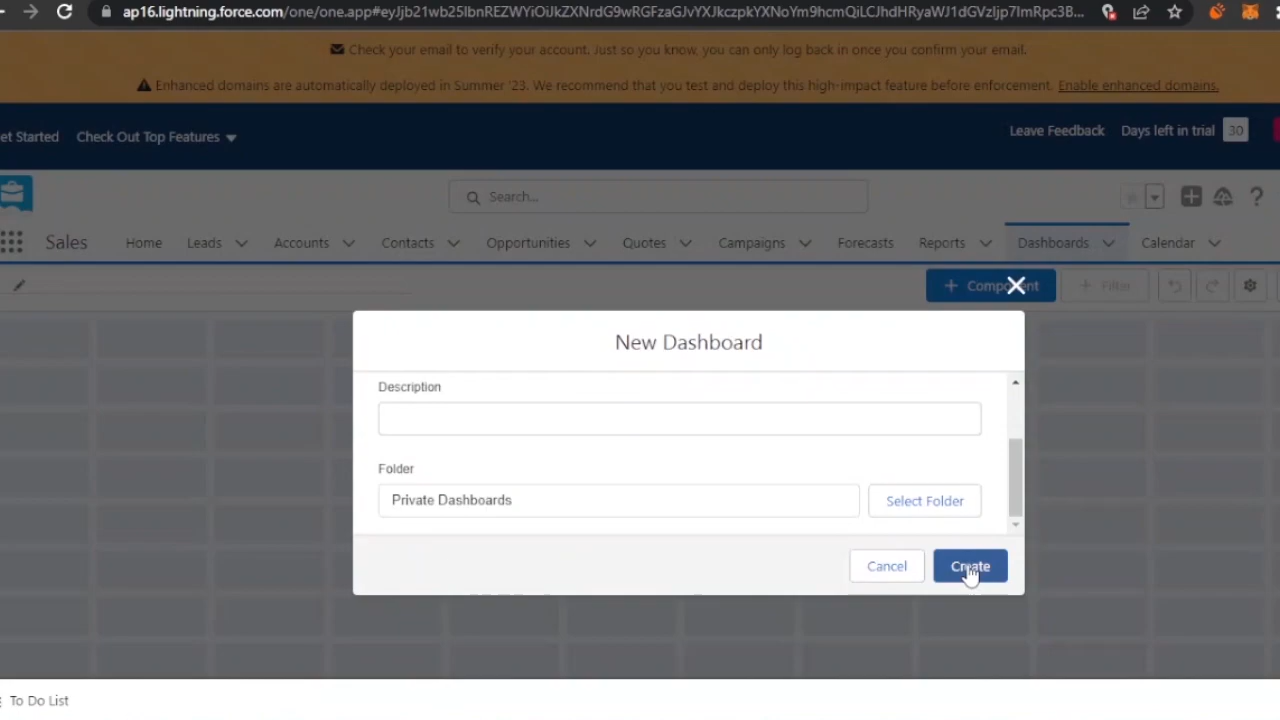 ap16.lightning.force.com/one/one.app#eyJjb21wb25lbnREZWYiOiJkZXNrdG9wRGFzaGJvYXJkczpkYXNoYm9hcmQiLCJhdHRyaWJ1dGVzIjp7ImRpc3B...
Check your email to verify your account. Just so you know, you can only log back in once you confirm your email.
Enhanced domains are automatically deployed in Summer '23. We recommend that you test and deploy this high-impact feature before enforcement. Enable enhanced domains.
et Started Check Out Top Features Leave Feedback Days left in trial 30
Search...
Sales Home Leads Accounts Contacts Opportunities Quotes Campaigns Forecasts Reports Dashboards Calendar
+ Component + Filter
New Dashboard
Description
Folder
Private Dashboards Select Folder
Cancel Create
To Do List